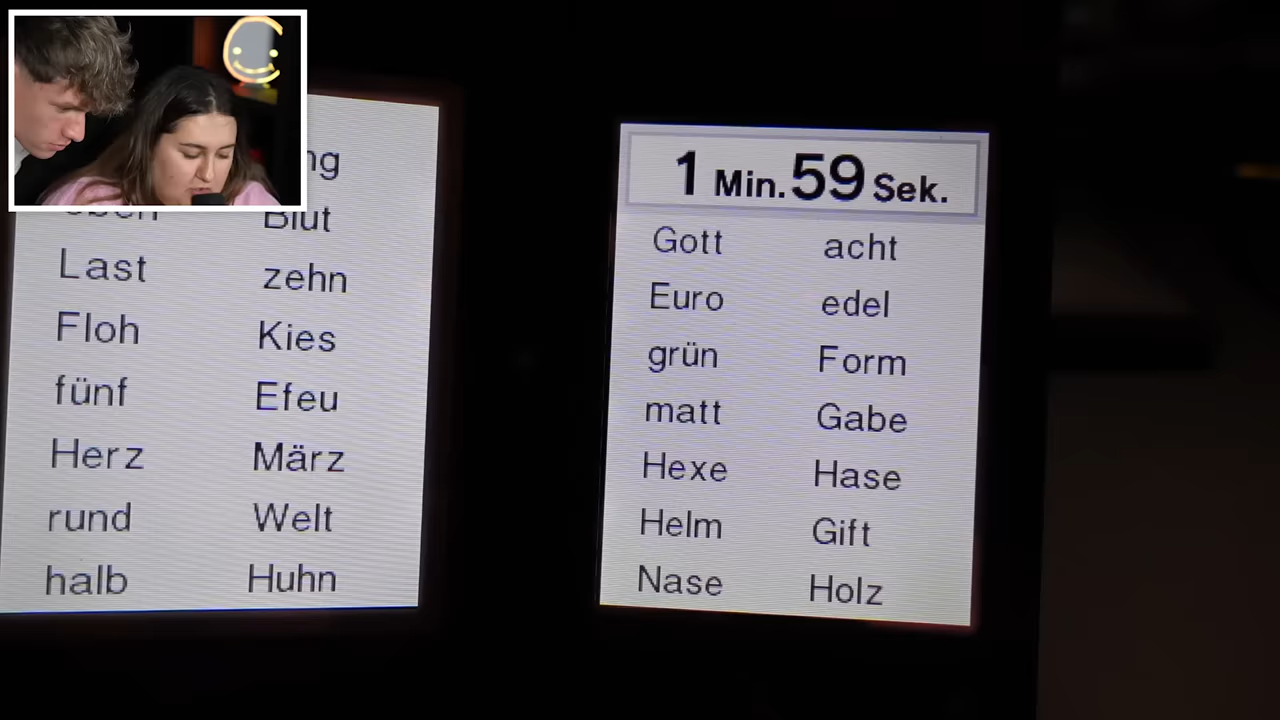 Blut
Last zehn
Floh Kies
fünf Efeu
Herz März
rund Welt
halb Huhn
1 Min. 59 Sek.
Gott acht
Euro edel
grün Form
matt Gabe
Hexe Hase
Helm Gift
Nase Holz